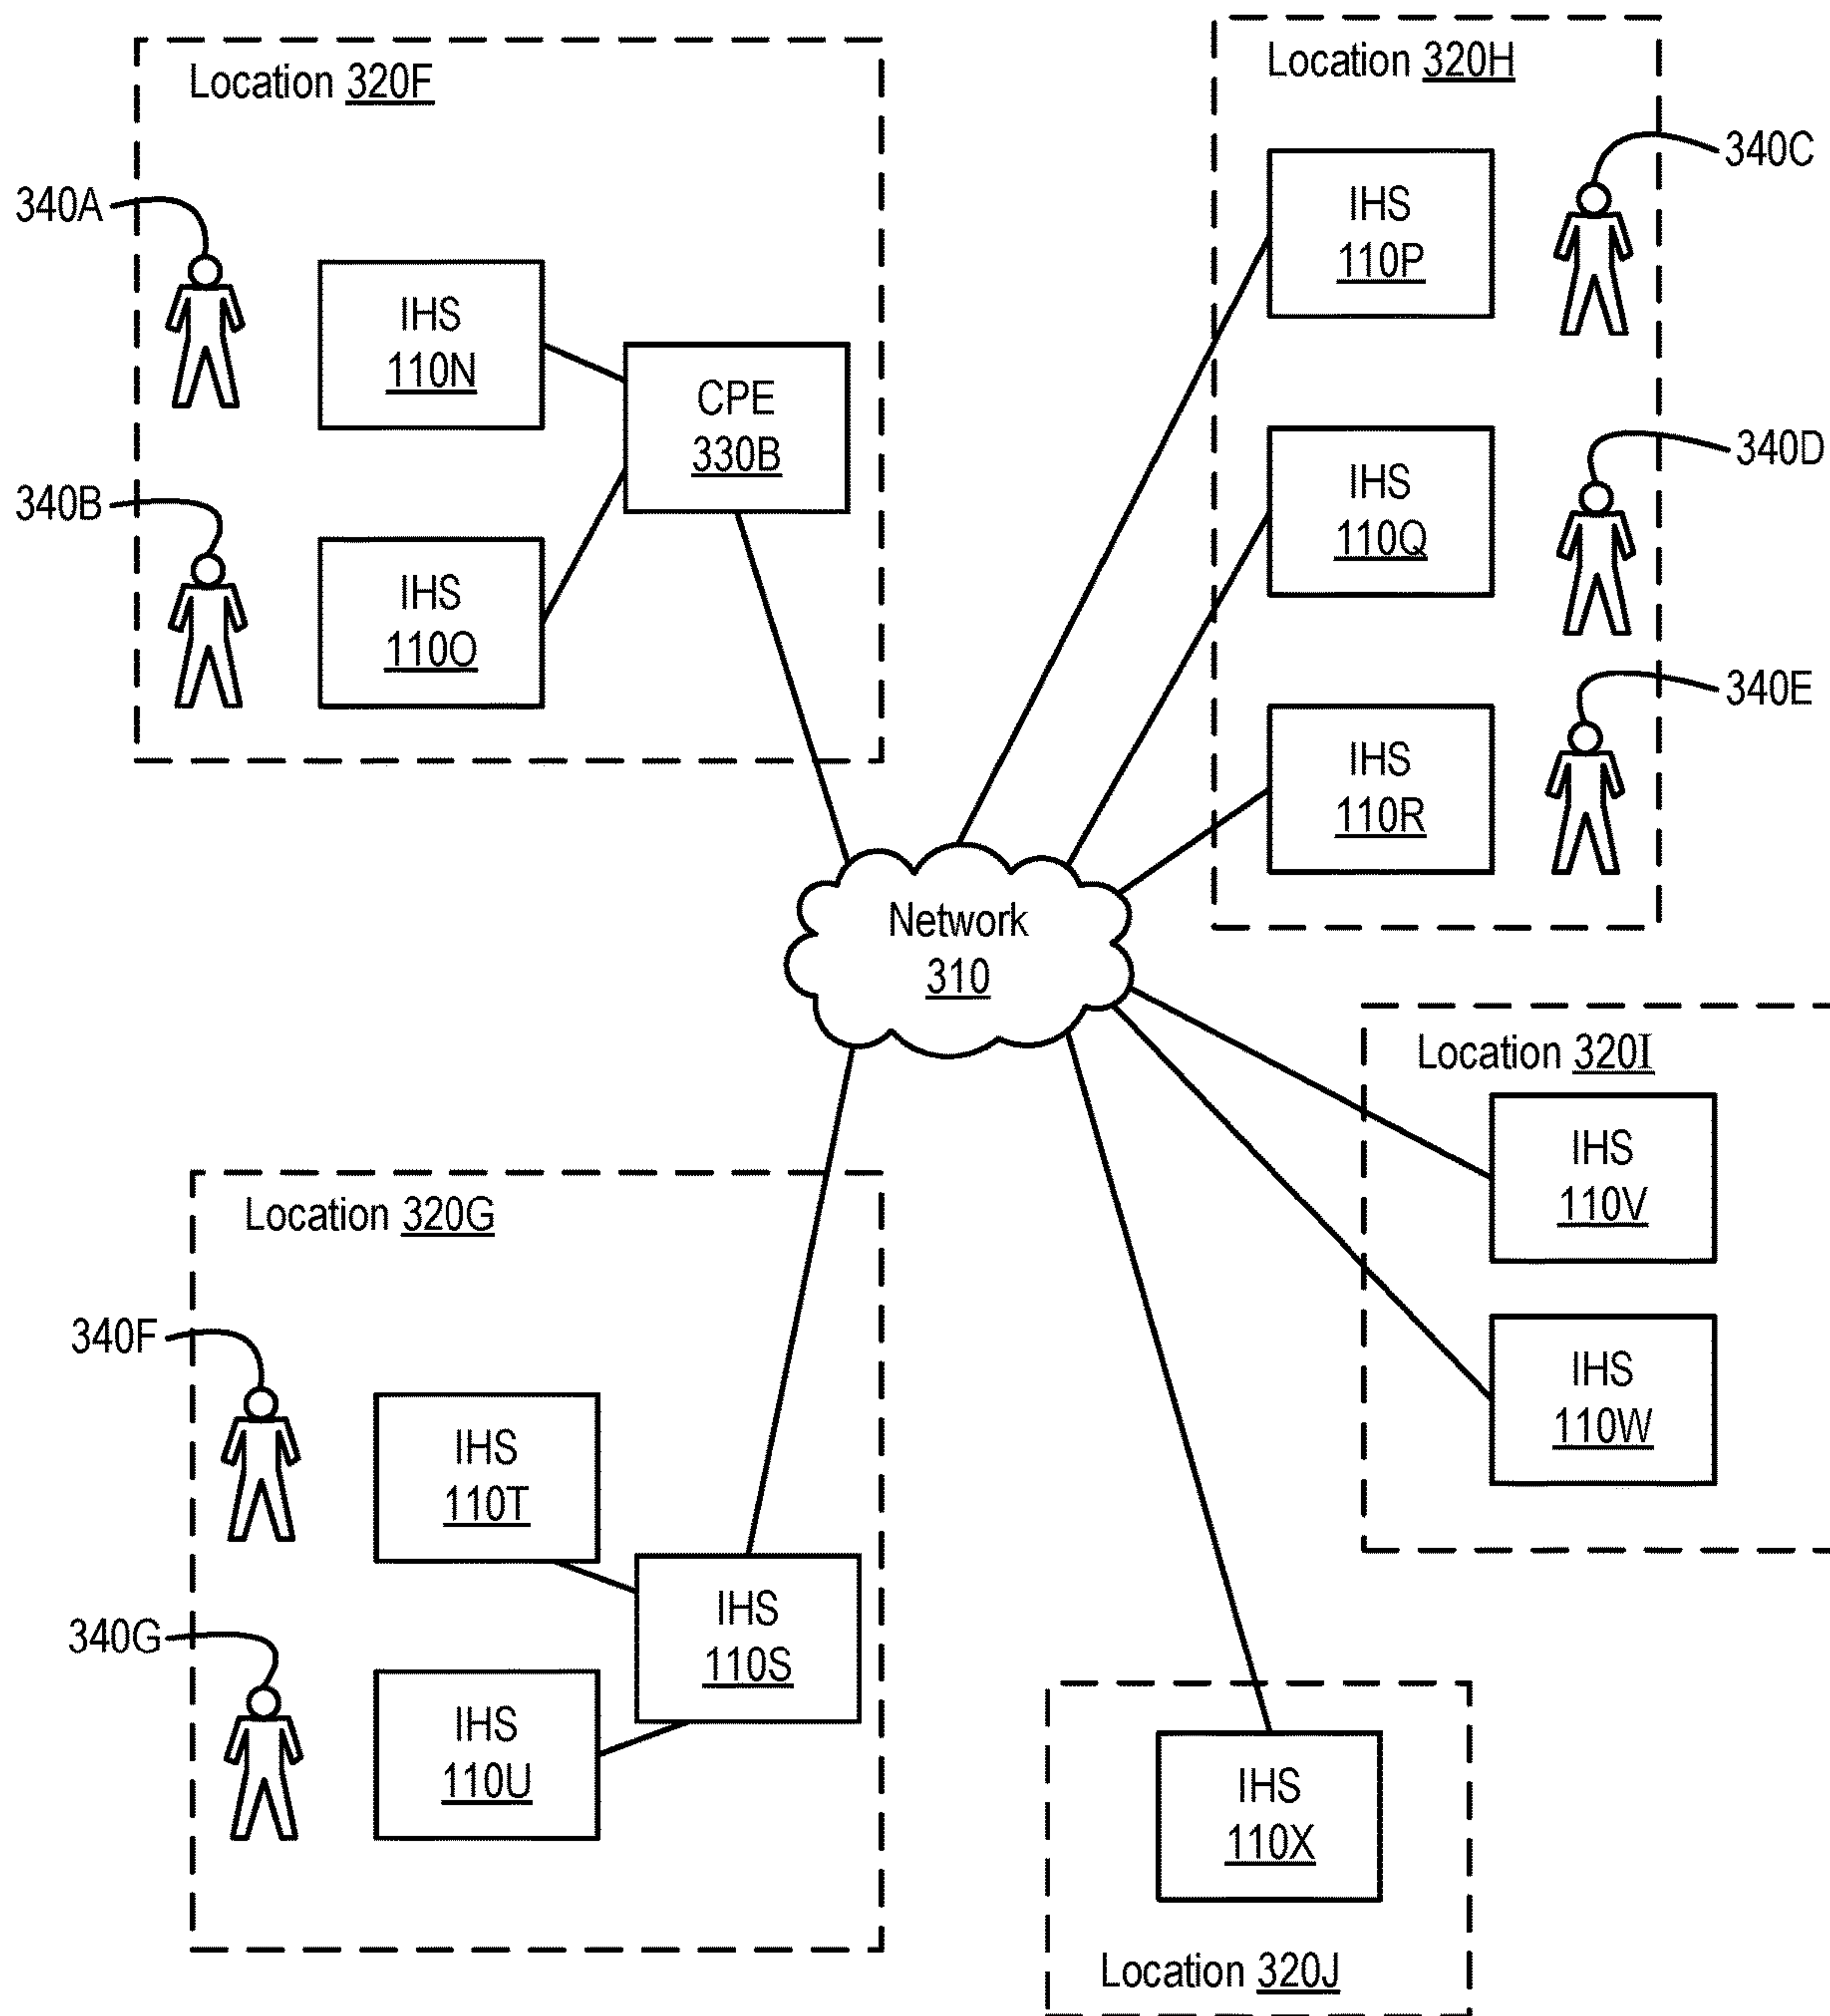 Location 320F
340A
IHS
110N
CPE
330B
340B
IHS
110O
Location 320H
IHS
110P
340C
IHS
110Q
340D
IHS
110R
340E
Network
310
Location 320I
IHS
110V
IHS
110W
Location 320G
340F
IHS
110T
IHS
110S
340G
IHS
110U
IHS
110X
Location 320J